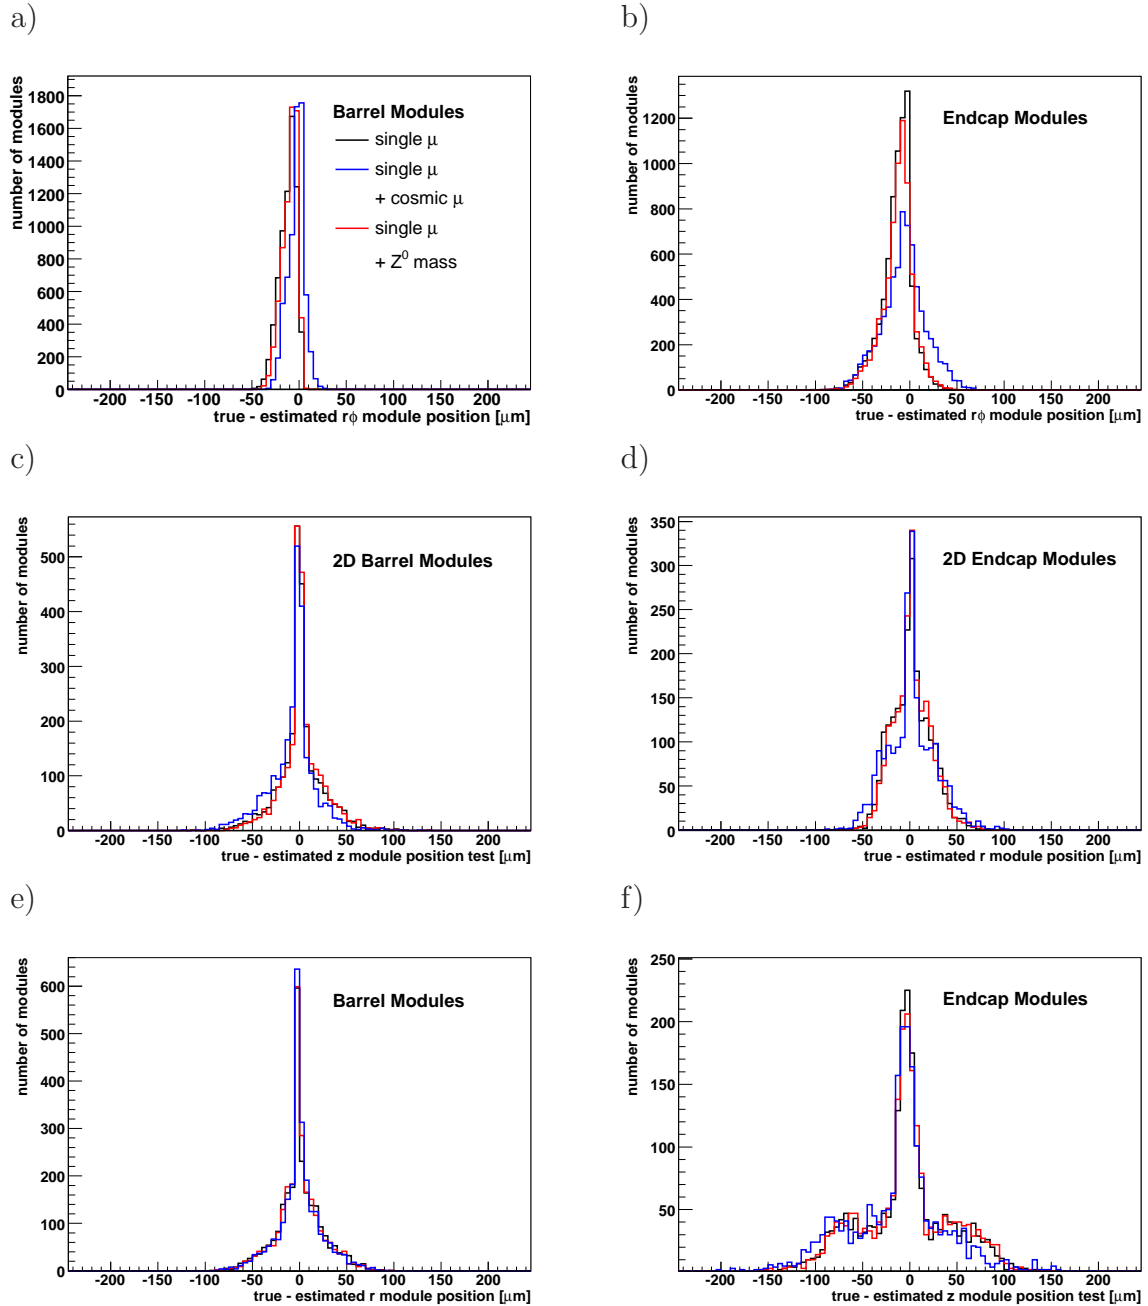 a)
number of modules
1800
1600
1400
1200
1000
800
600
400
200
0
-200 -150 -100 -50 0 50 100 150 200
true - estimated rϕ module position [μm]
Barrel Modules
single μ
single μ
+ cosmic μ
single μ
+ Z⁰ mass
b)
number of modules
1200
1000
800
600
400
200
0
-200 -150 -100 -50 0 50 100 150 200
true - estimated rϕ module position [μm]
Endcap Modules
c)
number of modules
500
400
300
200
100
0
-200 -150 -100 -50 0 50 100 150 200
true - estimated z module position test [μm]
2D Barrel Modules
d)
number of modules
350
300
250
200
150
100
50
0
-200 -150 -100 -50 0 50 100 150 200
true - estimated r module position [μm]
2D Endcap Modules
e)
number of modules
600
500
400
300
200
100
0
-200 -150 -100 -50 0 50 100 150 200
true - estimated r module position [μm]
Barrel Modules
f)
number of modules
250
200
150
100
50
-200 -150 -100 -50 0 50 100 150 200
true - estimated z module position test [μm]
Endcap Modules